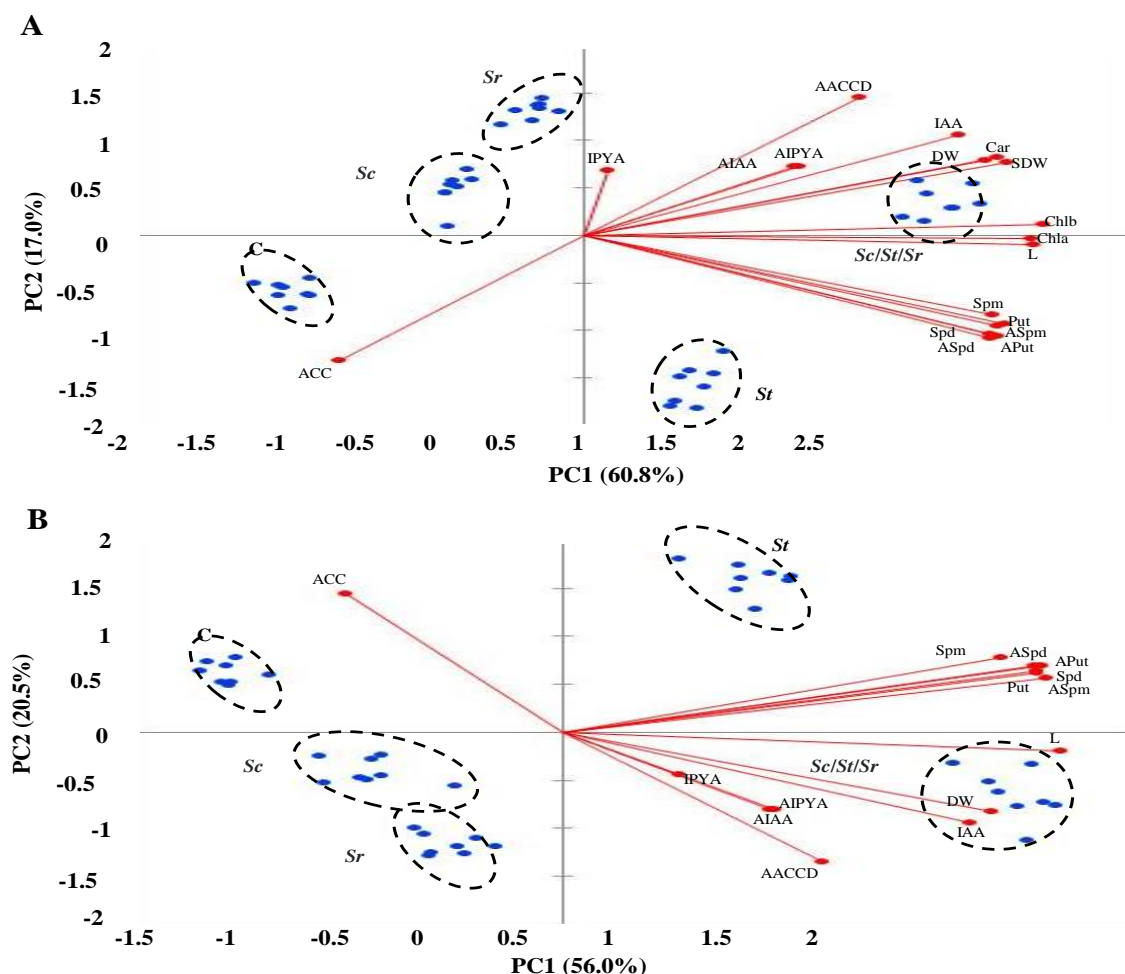 A
2
1.5
1
0.5
0
-0.5
-1
-1.5
-2
PC2 (17.0%)
Sr
Sc
C
ACC
IPYA
AACCD
AIAA AIPYA
IAA
DW Car
SDW
Chlb
Chla
L
Sc/St/Sr
Spm
Put
Spd ASpm
ASpd APut
St
-2 -1.5 -1 -0.5 0 0.5 1 1.5 2 2.5
PC1 (60.8%)
B
2
1.5
1
0.5
0
-0.5
-1
-1.5
-2
PC2 (20.5%)
ACC
C
St
Spm ASpd APut
Put Spd
ASpm
L
Sc
Sc/St/Sr
IPYA
AIPYA
AIAA
DW
IAA
Sr
AACCD
-1.5 -1 -0.5 0 0.5 1 1.5 2
PC1 (56.0%)